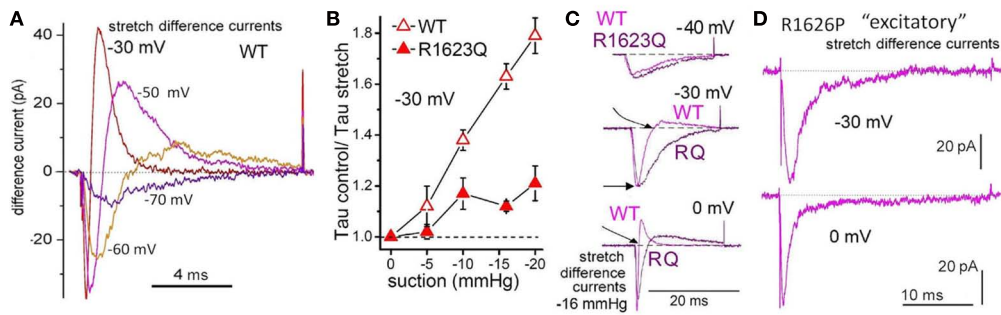 A
stretch difference currents
WT
40
20
0
-20
difference current (pA)
-30 mV
-50 mV
-70 mV
-60 mV
4 ms
B
WT
R1623Q
-30 mV
Tau control/ Tau stretch
1.8
1.6
1.4
1.2
1.0
0 -5 -10 -15 -20
suction (mmHg)
C
WT
R1623Q
-40 mV
-30 mV
WT
RQ
0 mV
WT
RQ
stretch
difference
currents
-16 mmHg
20 ms
D
R1626P “excitatory”
stretch difference currents
-30 mV
20 pA
0 mV
20 pA
10 ms